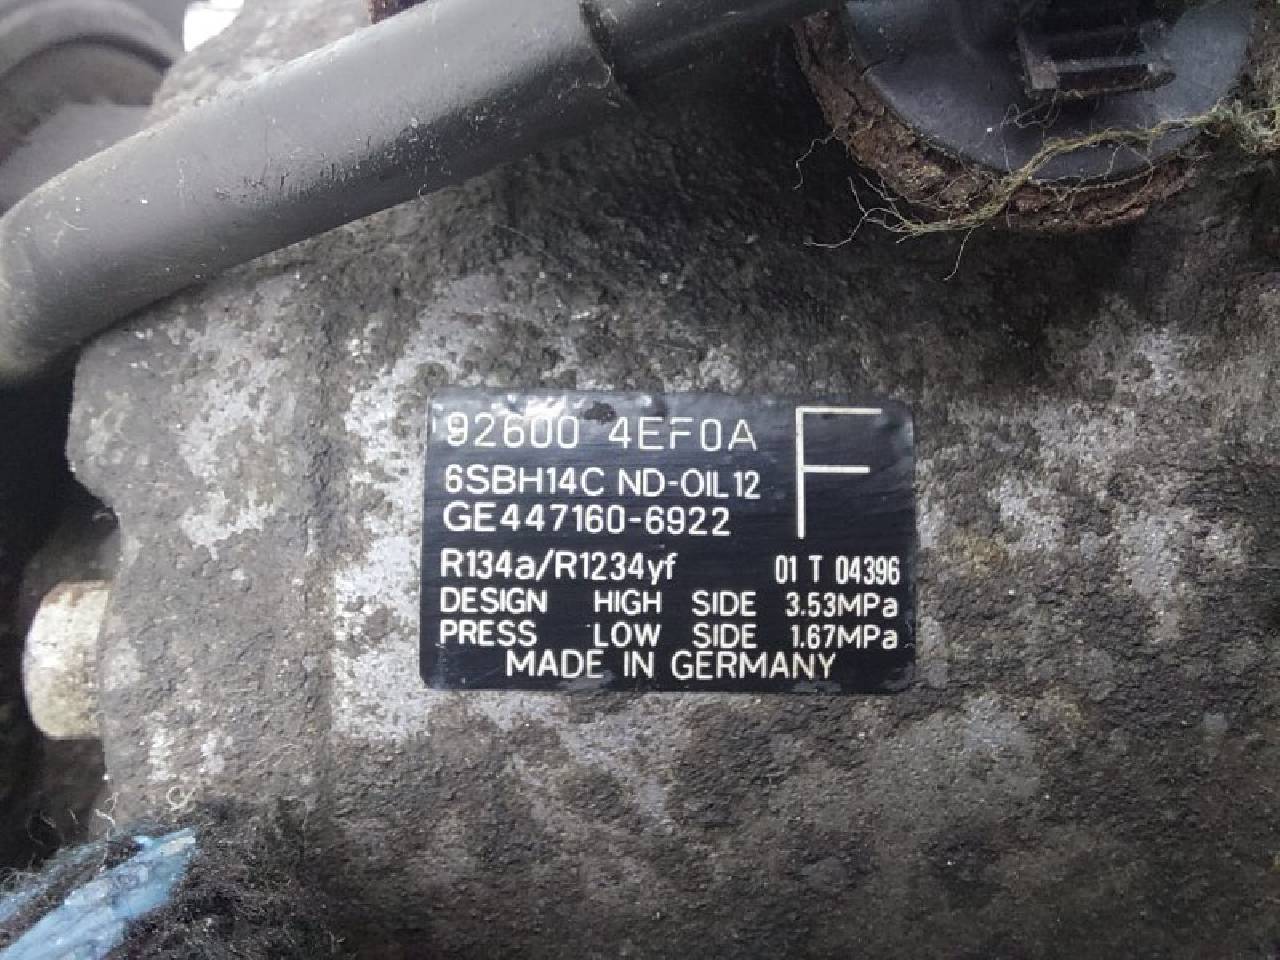 92600 4EF0A F
6SBH14C ND-OIL12
GE447160-6922
R134a/R1234yf 01 T 04396
DESIGN HIGH SIDE 3.53MPa
PRESS LOW SIDE 1.67MPa
MADE IN GERMANY